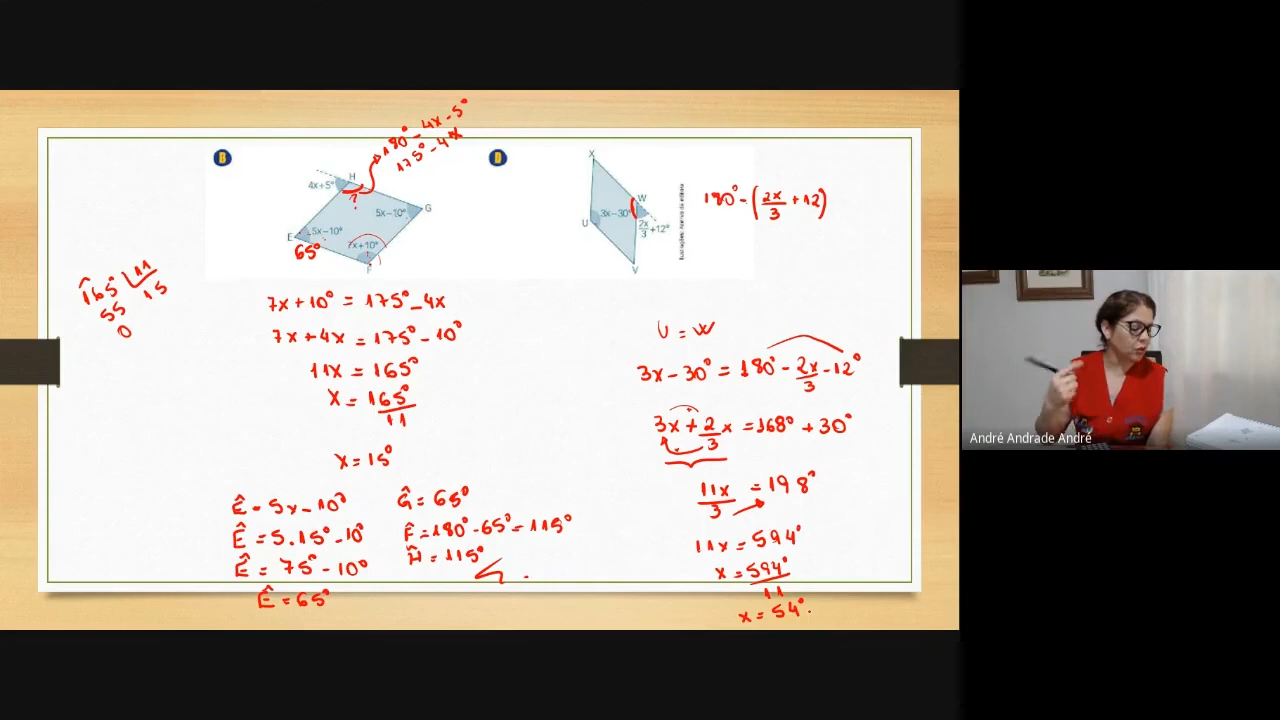 B
180° - 4x - 5°
175° - 4x
4x+5°
H
?
5x-10°
G
E
5x-10°
65°
7x+10°
F
D
X
W
180° - (2x/3 + 12)
U
3x-30°
2x/3+12°
V
165° 11
55 15
0
7x + 10° = 175° - 4x
7x + 4x = 175° - 10°
11x = 165°
x = 165°/11
x = 15°
Ê = 5x - 10°
Ê = 5.15° - 10°
Ê = 75° - 10°
Ê = 65°
Ĝ = 65°
F̂ = 180° - 65° = 115°
Ĥ = 115°
U = W
3x - 30° = 180° - 2x/3 - 12°
3x + 2/3 x = 168° + 30°
11x/3 = 198°
11x = 594°
x = 594°/11
x = 54°.
André Andrade André